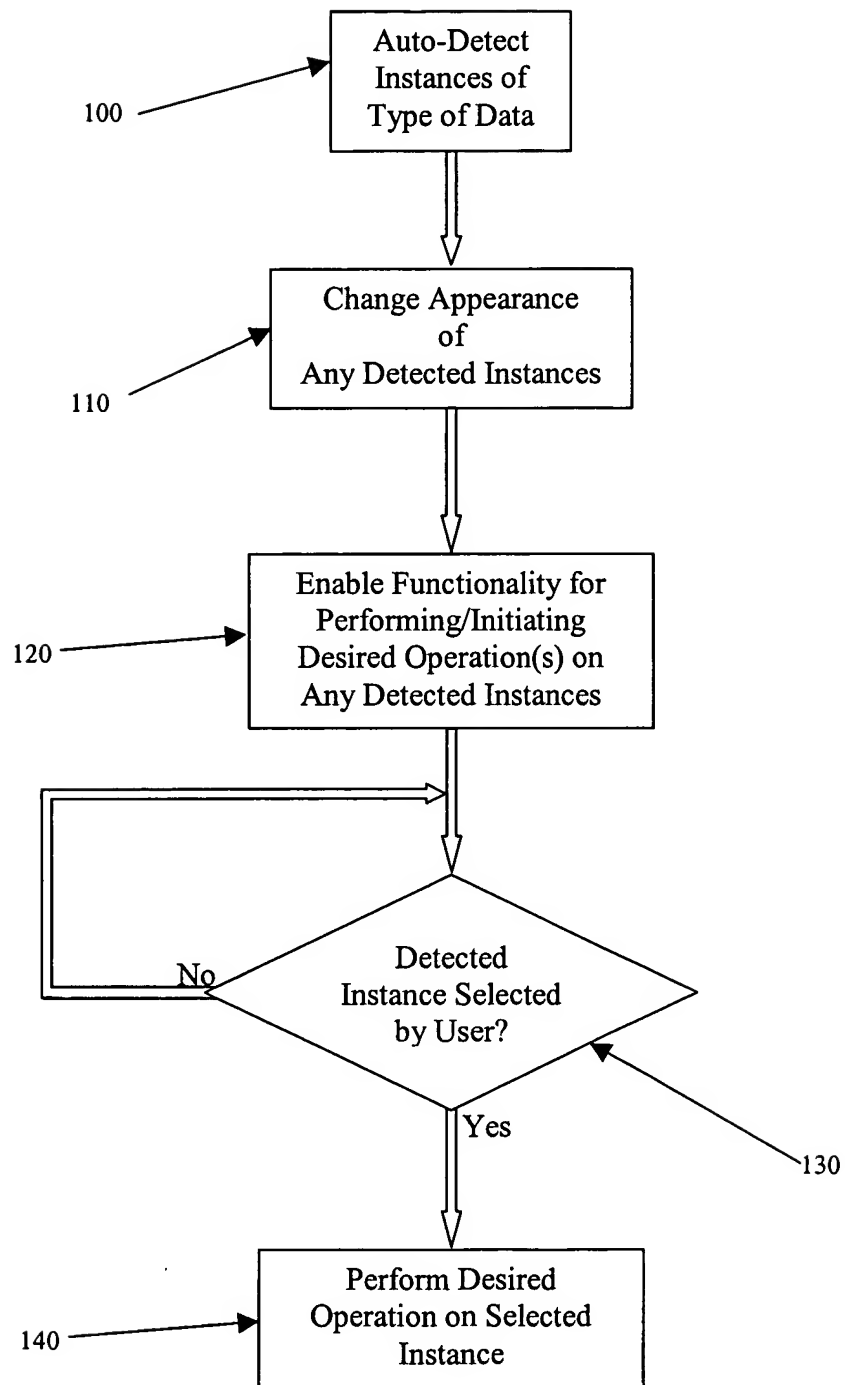 Auto-Detect
Instances of
Type of Data
100
Change Appearance
of
Any Detected Instances
110
Enable Functionality for
Performing/Initiating
Desired Operation(s) on
Any Detected Instances
120
No
Detected
Instance Selected
by User?
Yes
130
Perform Desired
Operation on Selected
Instance
140